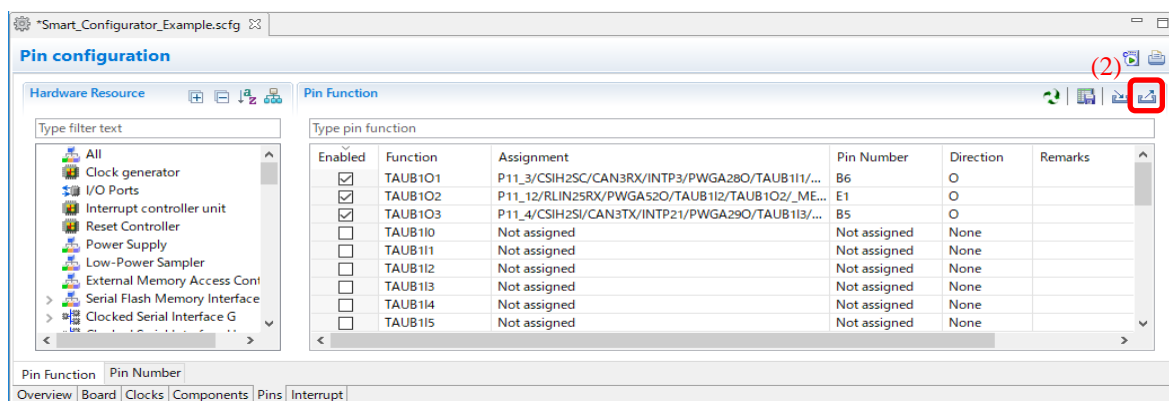 *Smart_Configurator_Example.scfg
Pin configuration
(2)
Hardware Resource
Pin Function
Type filter text
Type pin function
All
Clock generator
I/O Ports
Interrupt controller unit
Reset Controller
Power Supply
Low-Power Sampler
External Memory Access Cont
Serial Flash Memory Interface
Clocked Serial Interface G
Enabled Function Assignment Pin Number Direction Remarks
TAUB1O1 P11_3/CSIH2SC/CAN3RX/INTP3/PWGA28O/TAUB1I1/... B6 O
TAUB1O2 P11_12/RLIN25RX/PWGA52O/TAUB1I2/TAUB1O2/_ME... E1 O
TAUB1O3 P11_4/CSIH2SI/CAN3TX/INTP21/PWGA29O/TAUB1I3/... B5 O
TAUB1I0 Not assigned Not assigned None
TAUB1I1 Not assigned Not assigned None
TAUB1I2 Not assigned Not assigned None
TAUB1I3 Not assigned Not assigned None
TAUB1I4 Not assigned Not assigned None
TAUB1I5 Not assigned Not assigned None
Pin Function Pin Number
Overview Board Clocks Components Pins Interrupt